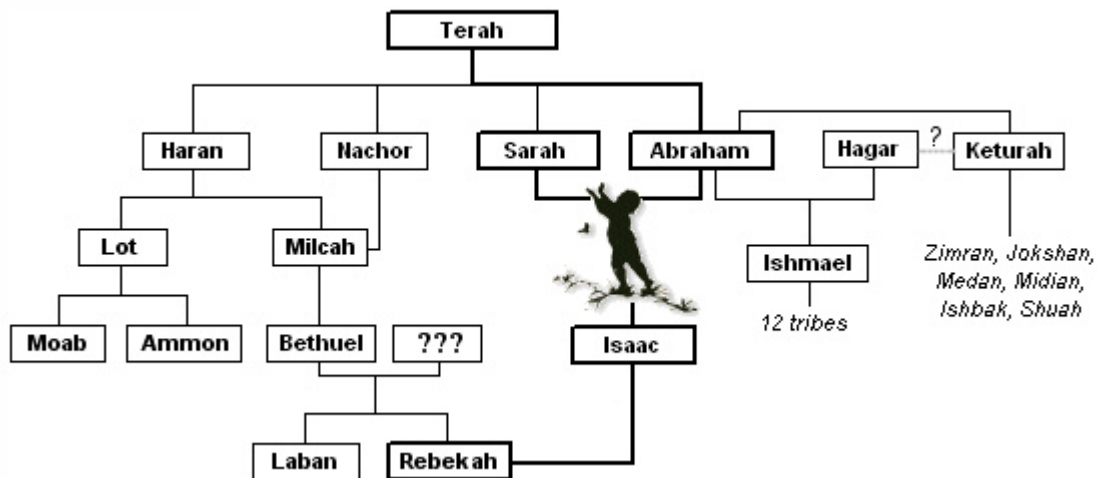 Terah
Haran
Nachor
Sarah
Abraham
Hagar
?
Keturah
Lot
Milcah
Ishmael
Zimran, Jokshan,
Medan, Midian,
Ishbak, Shuah
12 tribes
Moab
Ammon
Bethuel
???
Isaac
Laban
Rebekah